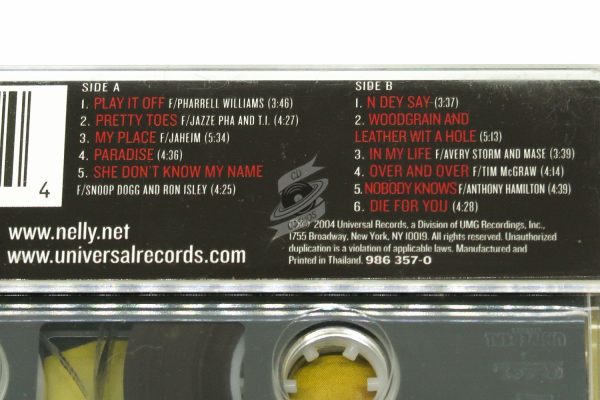 SIDE A
1. PLAY IT OFF F/PHARRELL WILLIAMS (3:46)
2. PRETTY TOES F/JAZZE PHA AND T.I. (4:27)
3. MY PLACE F/JAHEIM (5:34)
4. PARADISE (4:36)
5. SHE DON'T KNOW MY NAME
F/SNOOP DOGG AND RON ISLEY (4:25)
SIDE B
1. N DEY SAY (3:37)
2. WOODGRAIN AND
LEATHER WIT A HOLE (5:13)
3. IN MY LIFE F/AVERY STORM AND MASE (3:39)
4. OVER AND OVER F/TIM McGRAW (4:14)
5. NOBODY KNOWS F/ANTHONY HAMILTON (4:39)
6. DIE FOR YOU (4:28)
4
www.nelly.net
www.universalrecords.com
℗© 2004 Universal Records, a Division of UMG Recordings, Inc.,
1755 Broadway, New York, NY 10019. Unauthorized
duplication is a violation of applicable laws. Manufactured and
Printed in Thailand. 986 357-0
CD